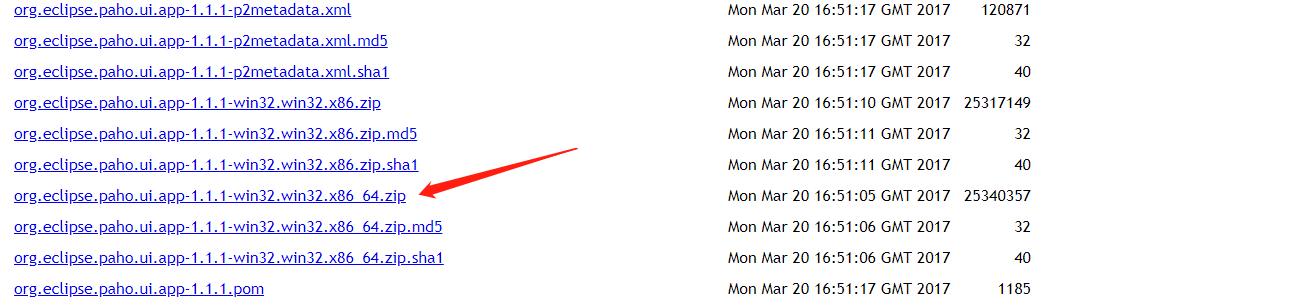 org.eclipse.paho.ui.app-1.1.1-p2metadata.xml Mon Mar 20 16:51:17 GMT 2017 120871
org.eclipse.paho.ui.app-1.1.1-p2metadata.xml.md5 Mon Mar 20 16:51:17 GMT 2017 32
org.eclipse.paho.ui.app-1.1.1-p2metadata.xml.sha1 Mon Mar 20 16:51:17 GMT 2017 40
org.eclipse.paho.ui.app-1.1.1-win32.win32.x86.zip Mon Mar 20 16:51:10 GMT 2017 25317149
org.eclipse.paho.ui.app-1.1.1-win32.win32.x86.zip.md5 Mon Mar 20 16:51:11 GMT 2017 32
org.eclipse.paho.ui.app-1.1.1-win32.win32.x86.zip.sha1 Mon Mar 20 16:51:11 GMT 2017 40
org.eclipse.paho.ui.app-1.1.1-win32.win32.x86_64.zip Mon Mar 20 16:51:05 GMT 2017 25340357
org.eclipse.paho.ui.app-1.1.1-win32.win32.x86_64.zip.md5 Mon Mar 20 16:51:06 GMT 2017 32
org.eclipse.paho.ui.app-1.1.1-win32.win32.x86_64.zip.sha1 Mon Mar 20 16:51:06 GMT 2017 40
org.eclipse.paho.ui.app-1.1.1.pom Mon Mar 20 16:51:17 GMT 2017 1185